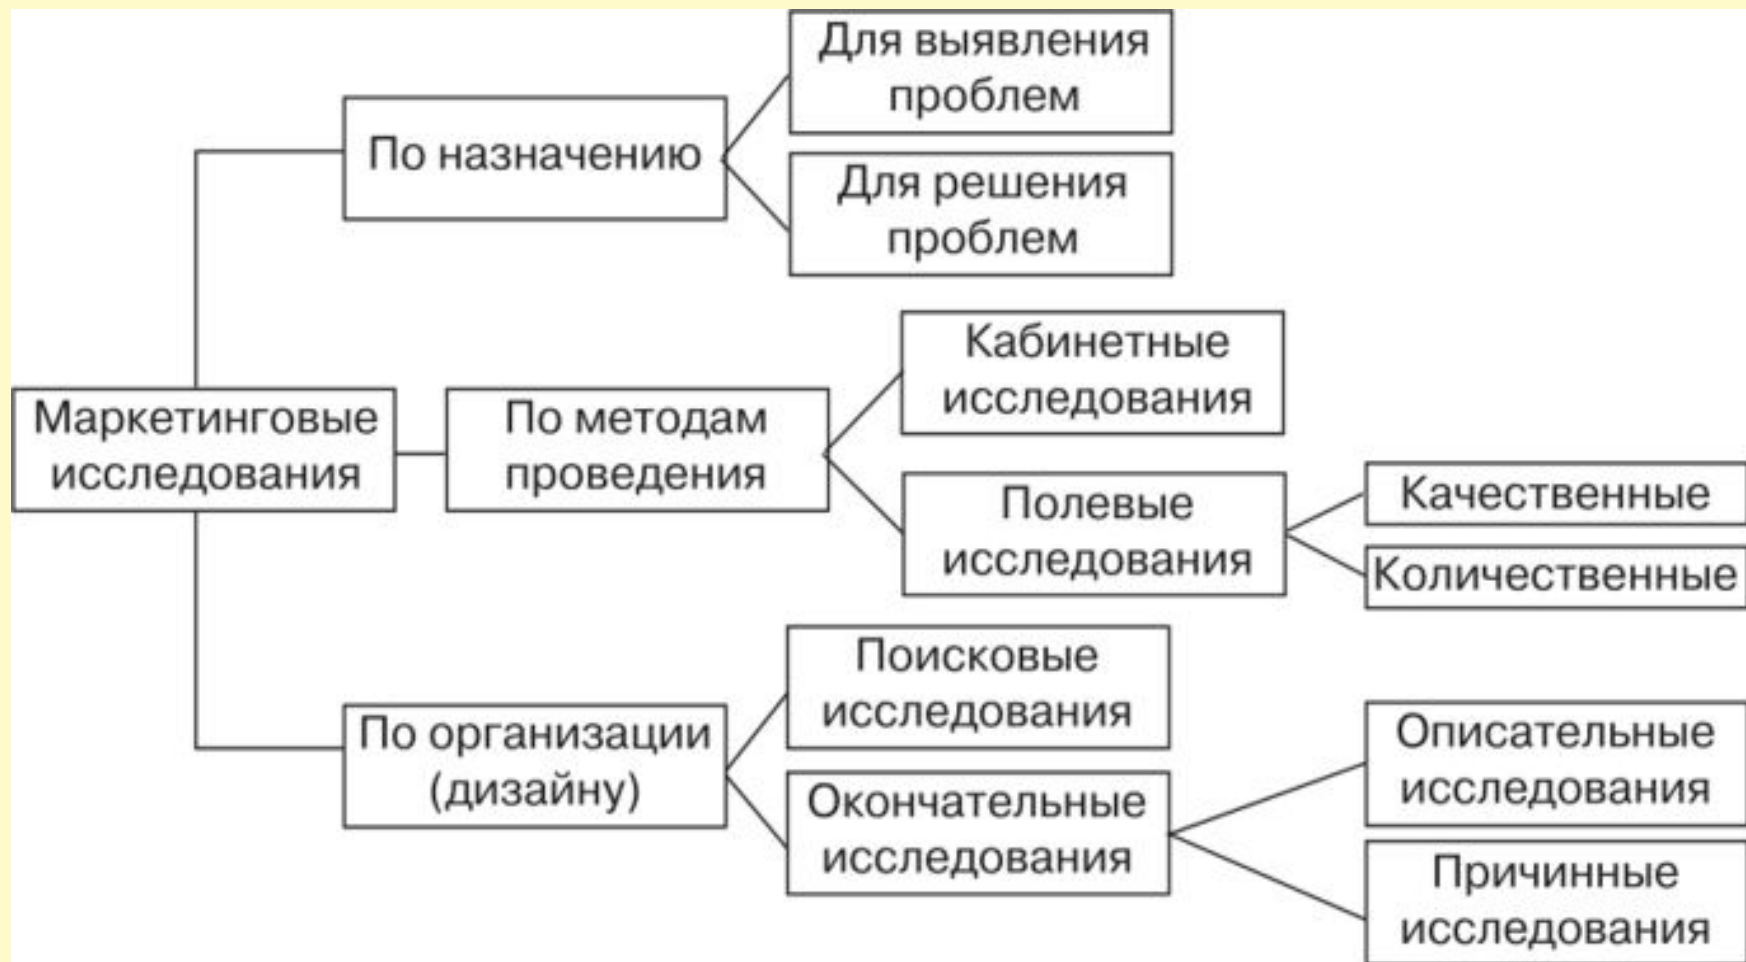 Для выявления
проблем
По назначению
Для решения
проблем
Маркетинговые
исследования
По методам
проведения
Кабинетные
исследования
Полевые
исследования
Качественные
Количественные
По организации
(дизайну)
Поисковые
исследования
Окончательные
исследования
Описательные
исследования
Причинные
исследования